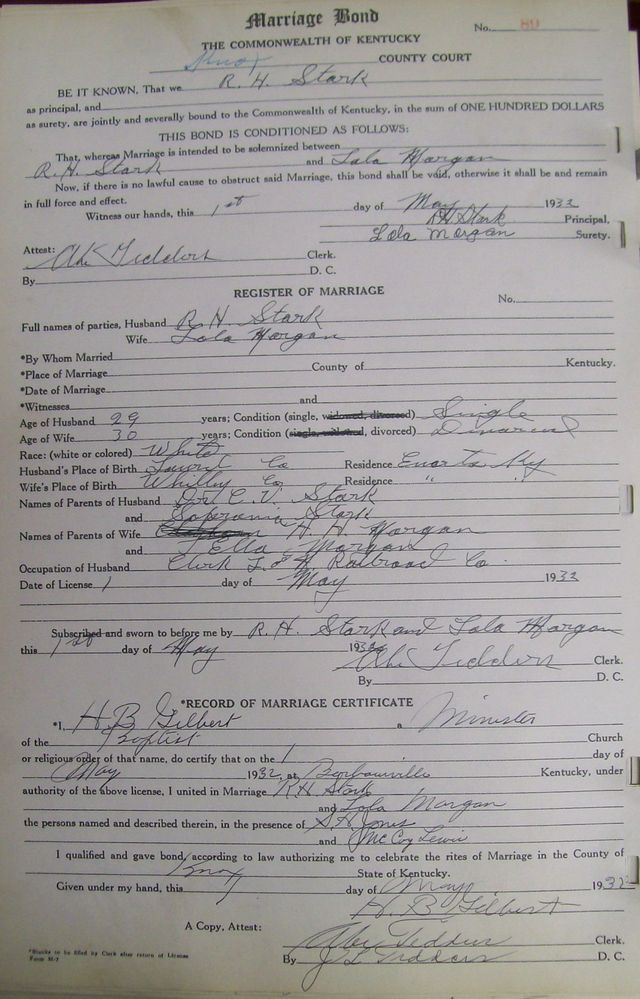 Marriage Bond
No. 80
THE COMMONWEALTH OF KENTUCKY
Knox COUNTY COURT
BE IT KNOWN, That we R. H. Stark
as principal, and
as surety, are jointly and severally bound to the Commonwealth of Kentucky, in the sum of ONE HUNDRED DOLLARS
THIS BOND IS CONDITIONED AS FOLLOWS:
That, whereas Marriage is intended to be solemnized between
R. H. Stark and Lola Morgan
Now, if there is no lawful cause to obstruct said Marriage, this bond shall be void, otherwise it shall be and remain
in full force and effect.
Witness our hands, this 1st day of May 1932
R H Stark Principal,
Lola Morgan Surety.
Attest:
Abe Tedders Clerk.
By D. C.
REGISTER OF MARRIAGE
No.
Full names of parties, Husband R. H. Stark
Wife Lola Morgan
*By Whom Married
*Place of Marriage County of Kentucky.
*Date of Marriage
*Witnesses and
Age of Husband 29 years; Condition (single, widowed, divorced) Single
Age of Wife 30 years; Condition (single, widowed, divorced) Divorced
Race: (white or colored) White
Husband's Place of Birth Laurel Co Residence Ky
Wife's Place of Birth Whitley Co Residence " "
Names of Parents of Husband Dr. C. V. Stark
and Stark
Names of Parents of Wife H. H. Morgan
and Ella Morgan
Occupation of Husband Clerk L & N Railroad Co.
Date of License 1 day of May 1932
Subscribed and sworn to before me by R. H. Stark and Lola Morgan
this 1st day of May 1932
Abe Tedders Clerk.
By D. C.
*RECORD OF MARRIAGE CERTIFICATE
*I, H. B Gilbert a Minister
of the Baptist Church
or religious order of that name, do certify that on the 1 day of
May 1932, at Barbourville Kentucky, under
authority of the above license, I united in Marriage R H Stark
and Lola Morgan
the persons named and described therein, in the presence of S. H. Jones
and McCoy Lewis
I qualified and gave bond, according to law authorizing me to celebrate the rites of Marriage in the County of
Knox State of Kentucky.
Given under my hand, this day of May 1932
H. B Gilbert
A Copy, Attest:
Abe Tedders Clerk.
By J L Tedders D. C.
*Blanks to be filled by Clerk after return of License
Form M-7